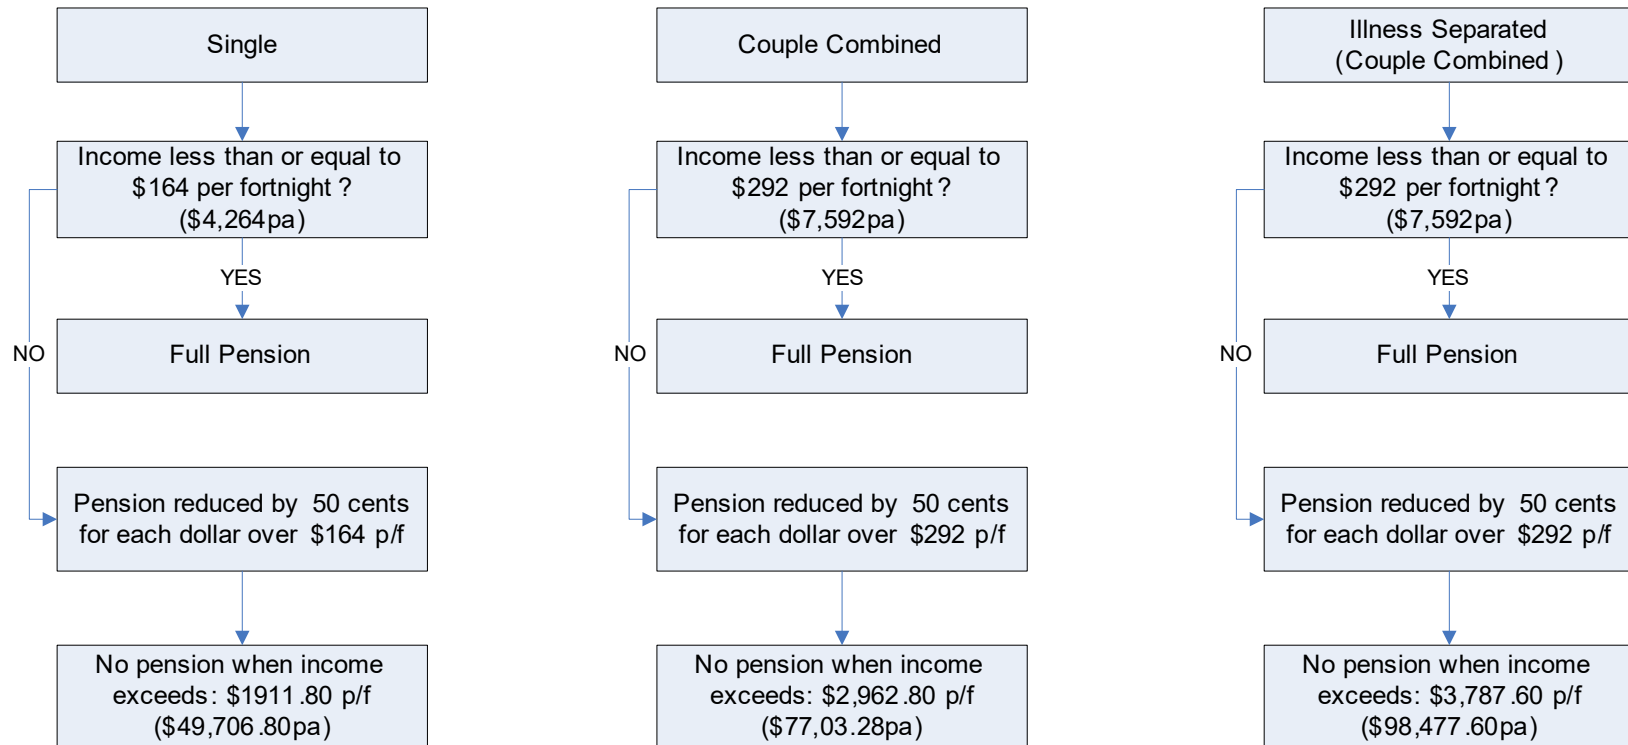 Single
Income less than or equal to
$164 per fortnight?
($4,264pa)
YES
NO
Full Pension
Pension reduced by 50 cents
for each dollar over $164 p/f
No pension when income
exceeds: $1911.80 p/f
($49,706.80pa)
Couple Combined
Income less than or equal to
$292 per fortnight?
($7,592pa)
YES
NO
Full Pension
Pension reduced by 50 cents
for each dollar over $292 p/f
No pension when income
exceeds: $2,962.80 p/f
($77,03.28pa)
Illness Separated
(Couple Combined)
Income less than or equal to
$292 per fortnight?
($7,592pa)
YES
NO
Full Pension
Pension reduced by 50 cents
for each dollar over $292 p/f
No pension when income
exceeds: $3,787.60 p/f
($98,477.60pa)